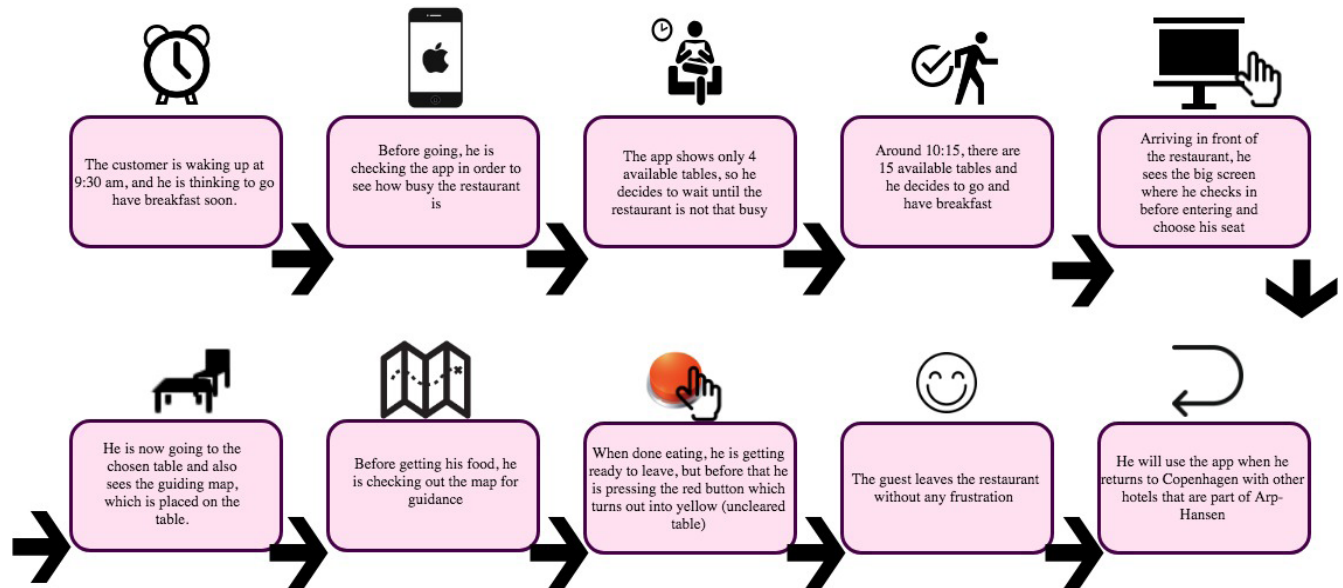 The customer is waking up at
9:30 am, and he is thinking to go
have breakfast soon.
Before going, he is
checking the app in order to
see how busy the restaurant
is
The app shows only 4
available tables, so he
decides to wait until the
restaurant is not that busy
Around 10:15, there are
15 available tables and
he decides to go and
have breakfast
Arriving in front of
the restaurant, he
sees the big screen
where he checks in
before entering and
choose his seat
He is now going to the
chosen table and also
sees the guiding map,
which is placed on the
table.
Before getting his food, he
is checking out the map for
guidance
When done eating, he is getting
ready to leave, but before that he
is pressing the red button which
turns out into yellow (uncleared
table)
The guest leaves the restaurant
without any frustration
He will use the app when he
returns to Copenhagen with other
hotels that are part of Arp-
Hansen